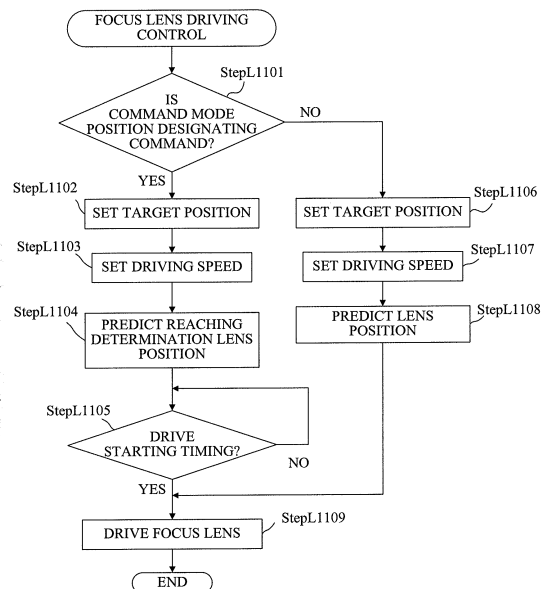 FOCUS LENS DRIVING
CONTROL
StepL1101
IS
COMMAND MODE
POSITION DESIGNATING
COMMAND?
NO
YES
StepL1102
SET TARGET POSITION
StepL1106
SET TARGET POSITION
StepL1103
SET DRIVING SPEED
StepL1107
SET DRIVING SPEED
StepL1104
PREDICT REACHING
DETERMINATION LENS
POSITION
StepL1108
PREDICT LENS
POSITION
StepL1105
DRIVE
STARTING TIMING?
NO
YES
StepL1109
DRIVE FOCUS LENS
END